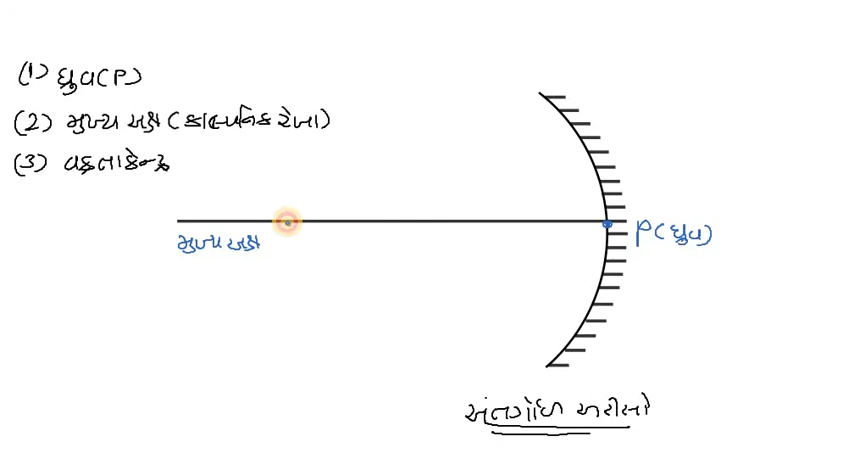 (1) ધ્રુવ(P)
(2) મુખ્ય અક્ષ (કાલ્પનિક રેખા)
(3) વક્રતાકેન્દ્ર
મુખ્ય અક્ષ
P(ધ્રુવ)
અંતર્ગોળ અરીસો